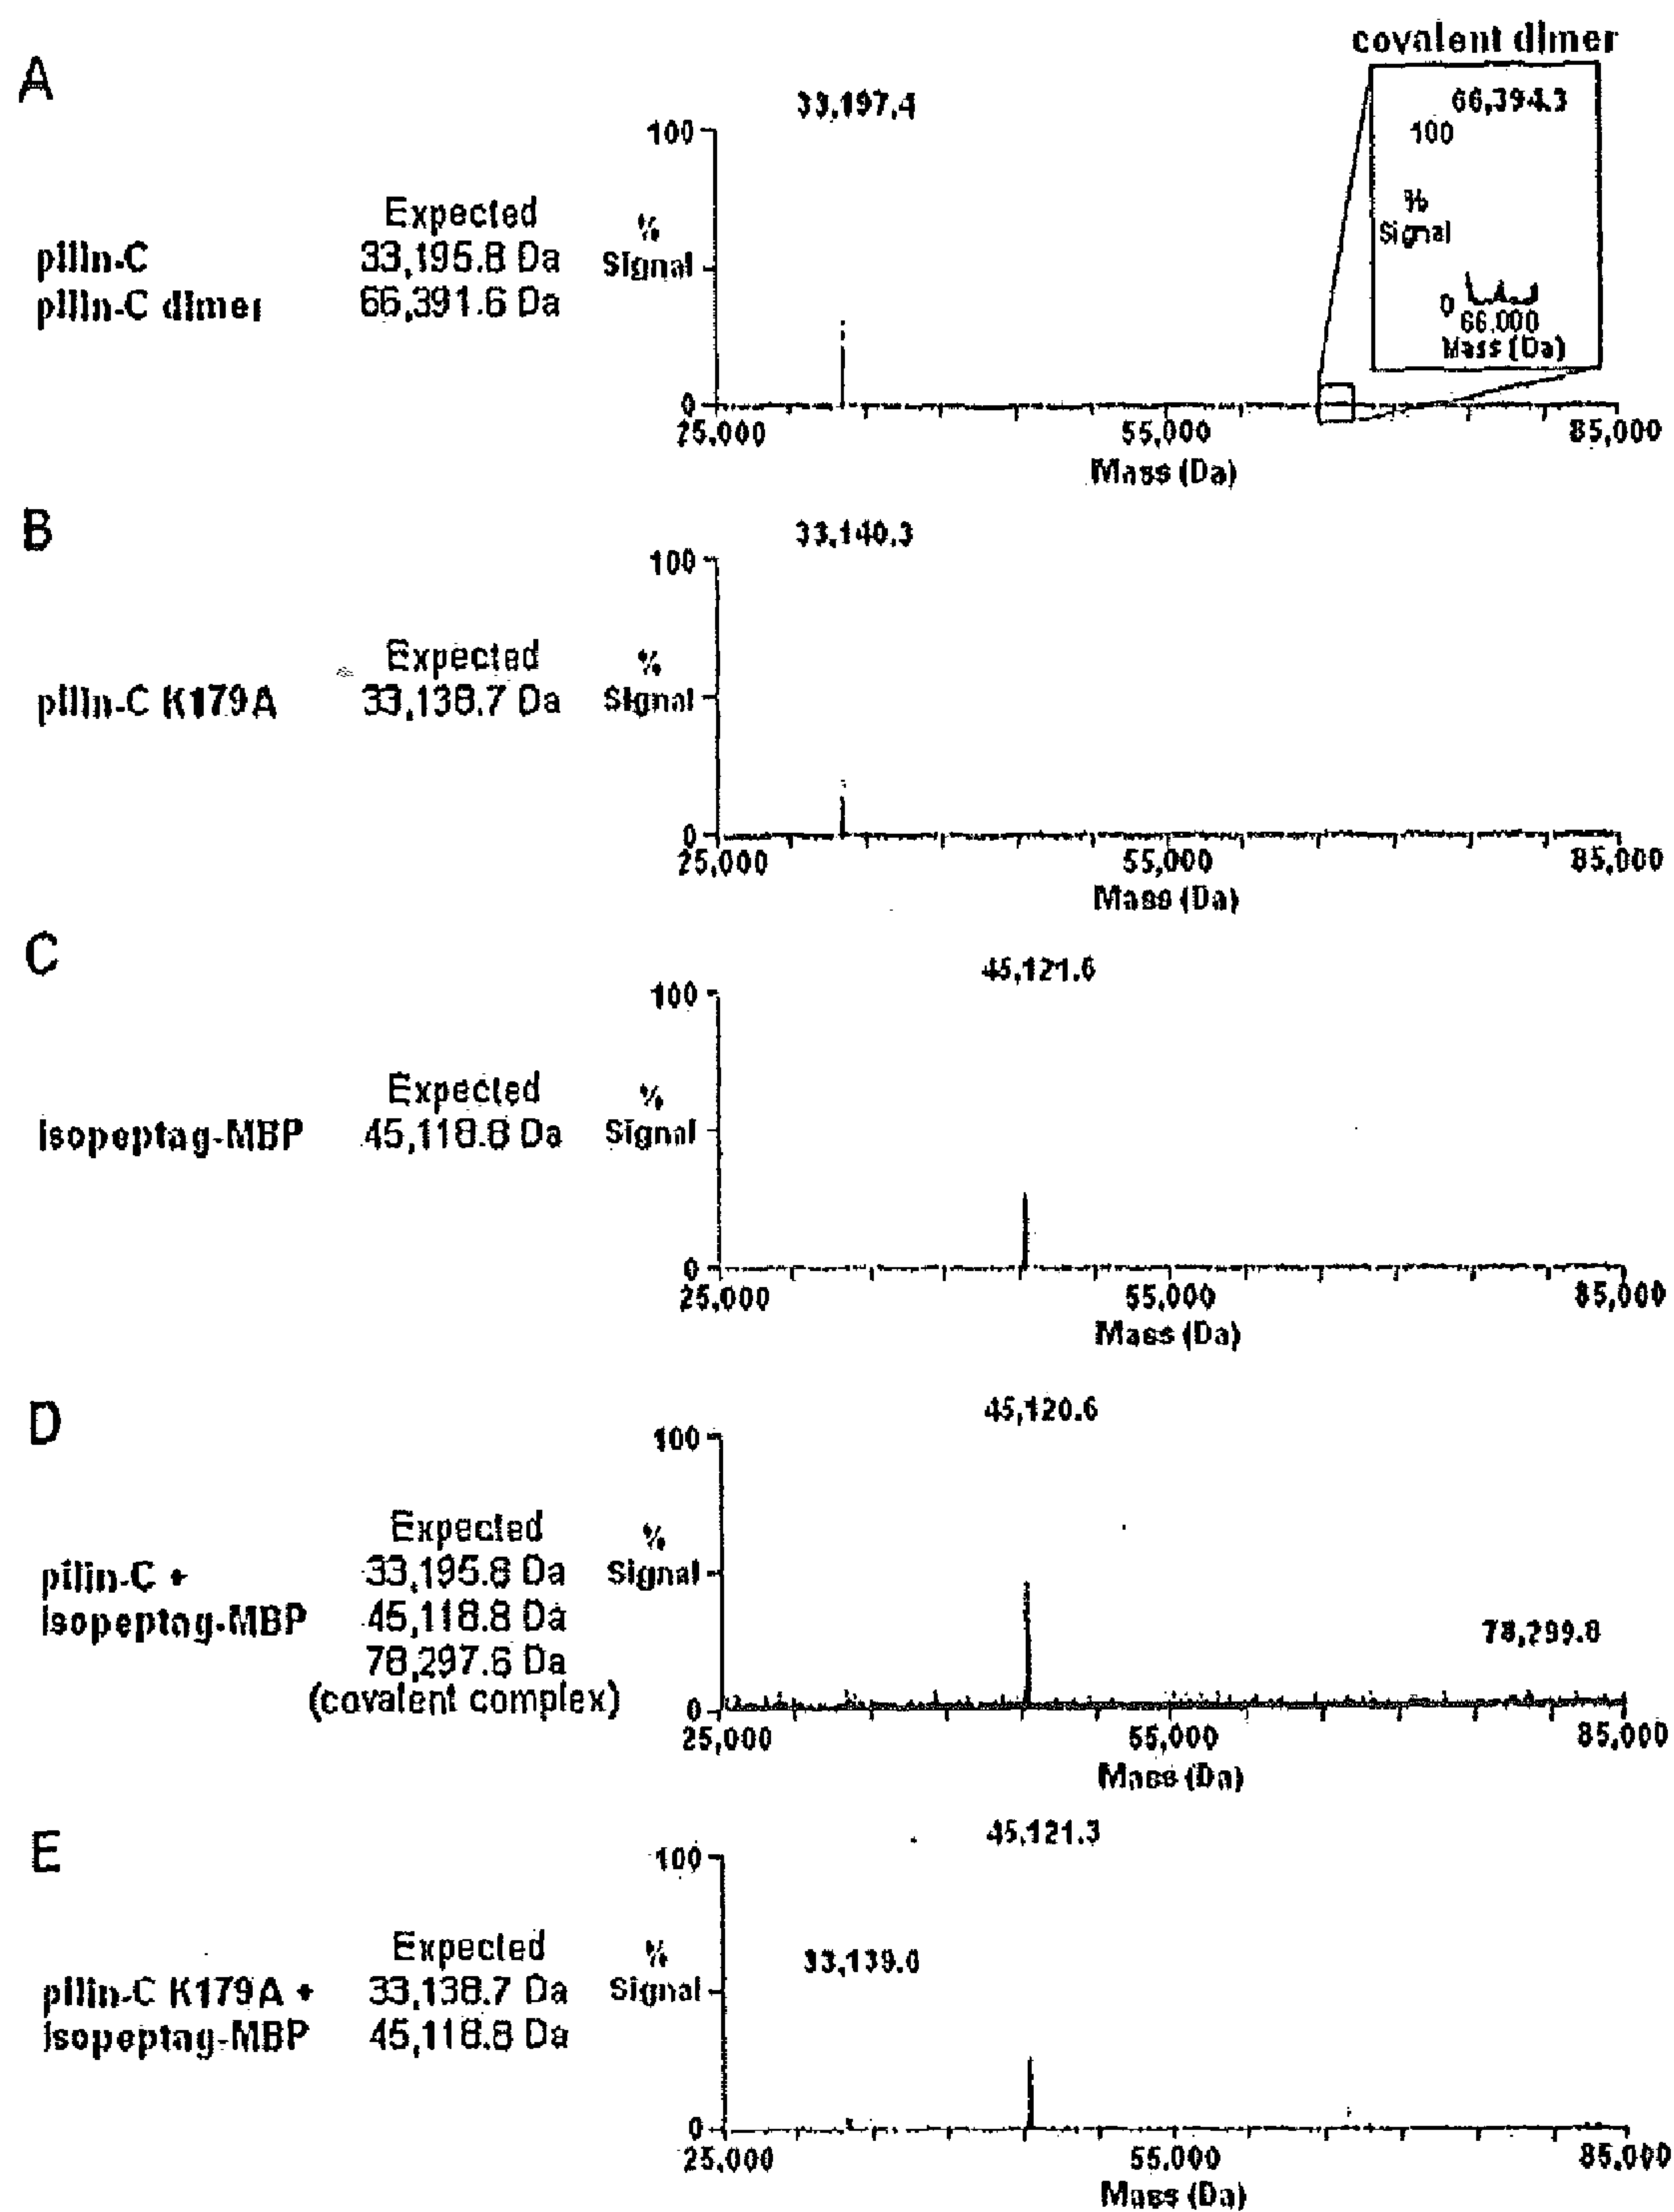 covalent dimer
A
33,197.4
66,394.3
100
100
Expected
%
%
Signal
pilin-C
33,195.8 Da
Signal
pilin-C dimer
66,391.6 Da
0
66,000
Mass (Da)
0
25,000
55,000
85,000
Mass (Da)
B
33,140.3
100
Expected
%
pilin-C K179A
33,138.7 Da
Signal
0
25,000
55,000
85,000
Mass (Da)
C
45,121.6
100
Expected
%
Isopeptag-MBP
45,118.8 Da
Signal
0
25,000
55,000
85,000
Mass (Da)
D
45,120.6
100
Expected
%
pilin-C +
33,195.8 Da
Signal
Isopeptag-MBP
45,118.8 Da
78,299.8
78,297.6 Da
(covalent complex)
0
25,000
55,000
85,000
Mass (Da)
E
45,121.3
100
Expected
%
33,139.0
pilin-C K179A +
33,138.7 Da
Signal
Isopeptag-MBP
45,118.8 Da
0
25,000
55,000
85,000
Mass (Da)